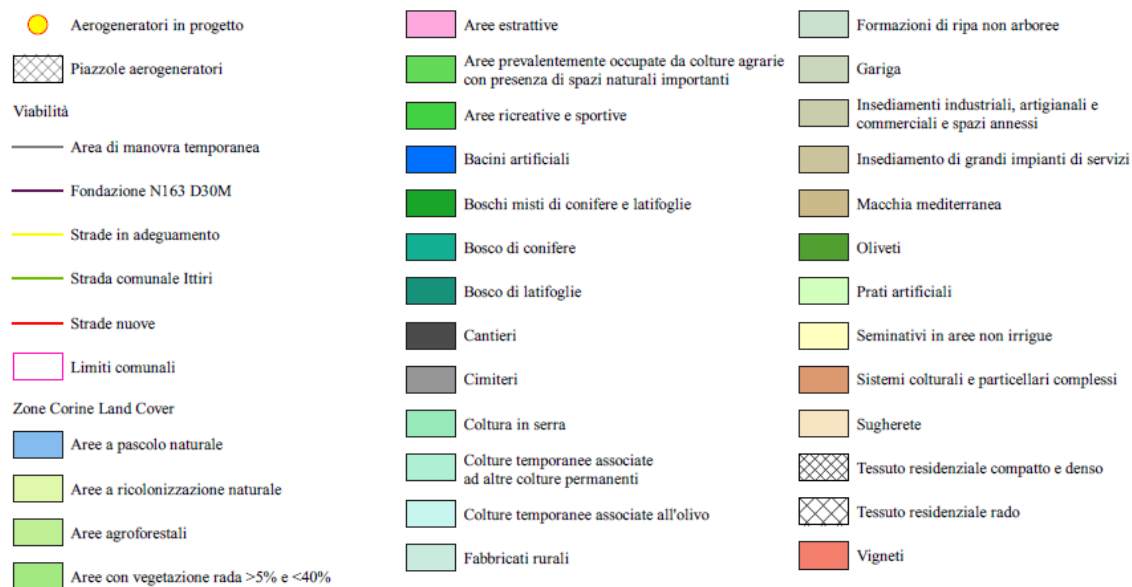 Aerogeneratori in progetto
Piazzole aerogeneratori
Viabilità
Area di manovra temporanea
Fondazione N163 D30M
Strade in adeguamento
Strada comunale Ittiri
Strade nuove
Limiti comunali
Zone Corine Land Cover
Aree a pascolo naturale
Aree a ricolonizzazione naturale
Aree agroforestali
Aree con vegetazione rada >5% e <40%
Aree estrattive
Aree prevalentemente occupate da colture agrarie
con presenza di spazi naturali importanti
Aree ricreative e sportive
Bacini artificiali
Boschi misti di conifere e latifoglie
Bosco di conifere
Bosco di latifoglie
Cantieri
Cimiteri
Coltura in serra
Colture temporanee associate
ad altre colture permanenti
Colture temporanee associate all'olivo
Fabbricati rurali
Formazioni di ripa non arboree
Gariga
Insediamenti industriali, artigianali e
commerciali e spazi annessi
Insediamento di grandi impianti di servizi
Macchia mediterranea
Oliveti
Prati artificiali
Seminativi in aree non irrigue
Sistemi colturali e particellari complessi
Sugherete
Tessuto residenziale compatto e denso
Tessuto residenziale rado
Vigneti